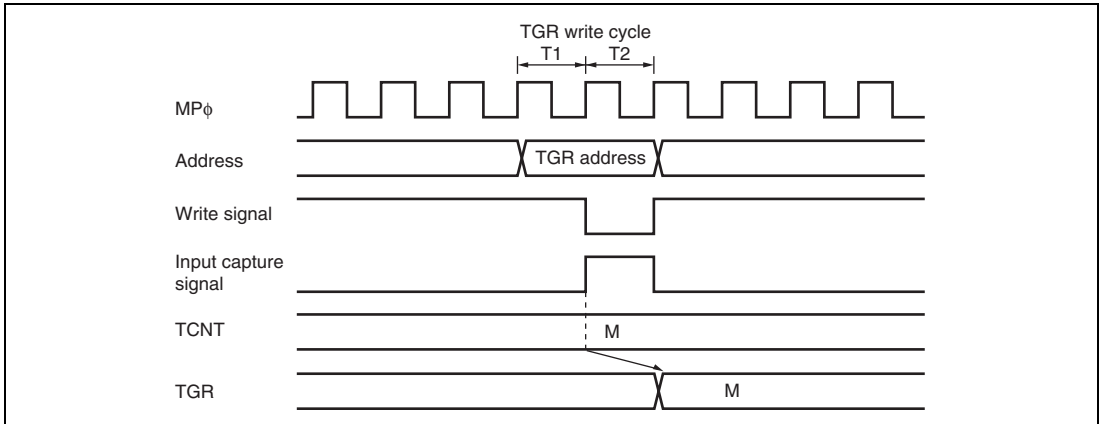 TGR write cycle
T1 T2
MPϕ
Address
TGR address
Write signal
Input capture
signal
TCNT
M
TGR
M